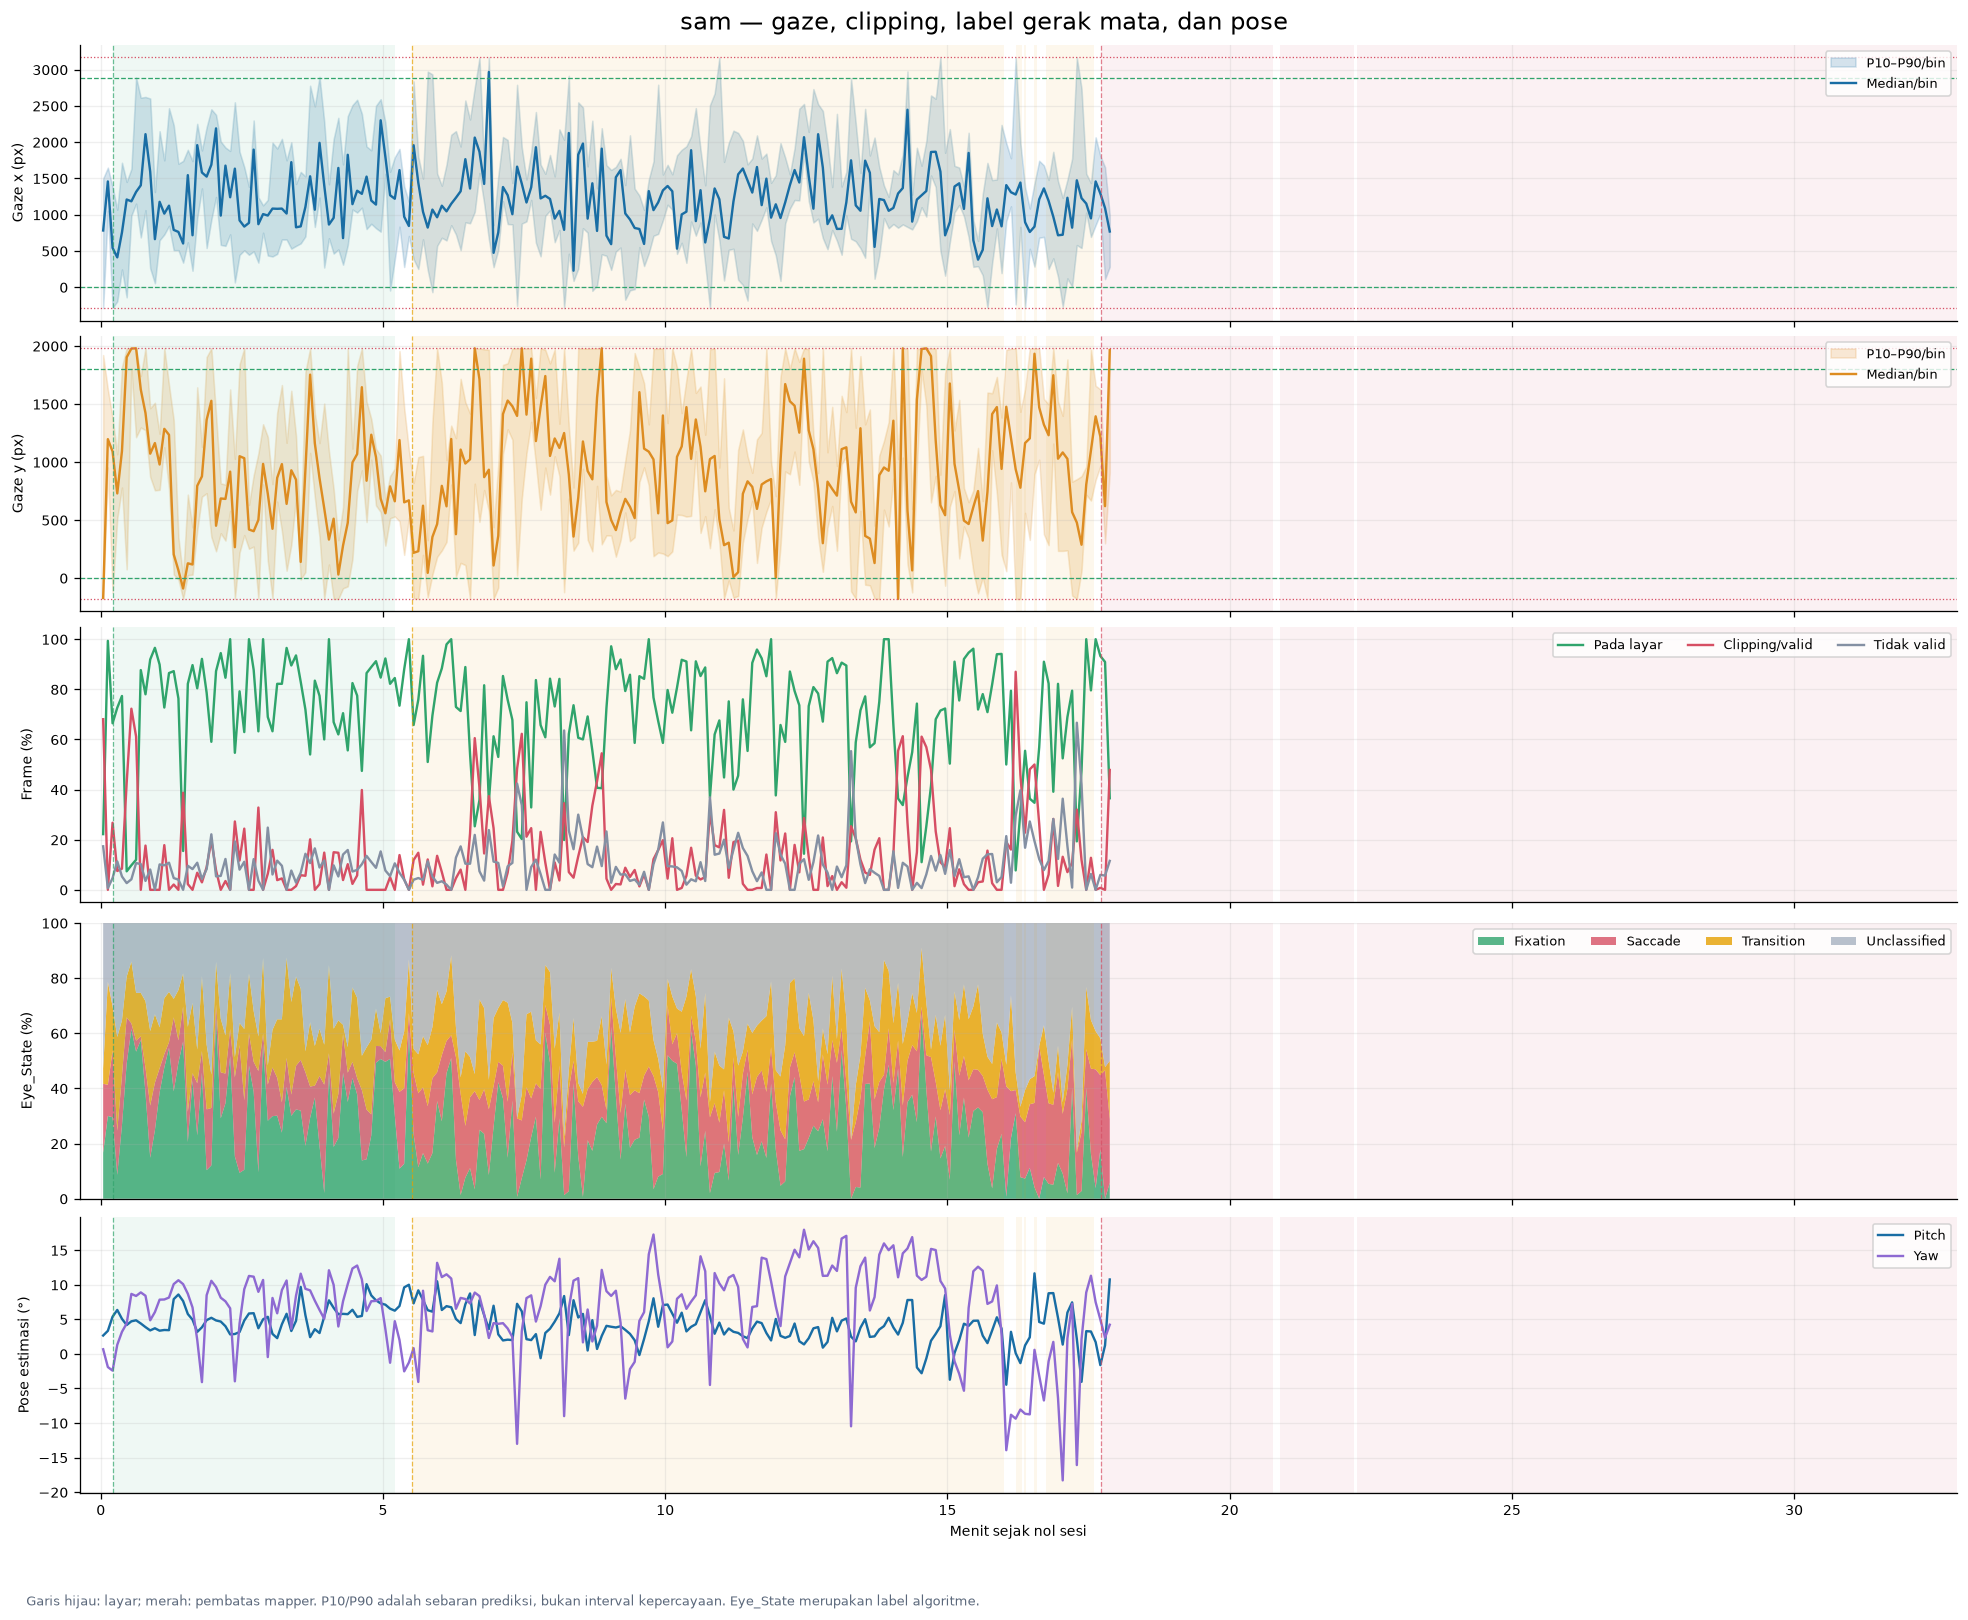 sam — gaze, clipping, label gerak mata, dan pose
Gaze x (px)
3000
2500
2000
1500
1000
500
0
P10–P90/bin
Median/bin
Gaze y (px)
2000
1500
1000
500
0
P10–P90/bin
Median/bin
Frame (%)
100
80
60
40
20
0
Pada layar
Clipping/valid
Tidak valid
Eye_State (%)
100
80
60
40
20
0
Fixation
Saccade
Transition
Unclassified
Pose estimasi (°)
15
10
5
0
−5
−10
−15
−20
Pitch
Yaw
0 5 10 15 20 25 30
Menit sejak nol sesi
Garis hijau: layar; merah: pembatas mapper. P10/P90 adalah sebaran prediksi, bukan interval kepercayaan. Eye_State merupakan label algoritme.